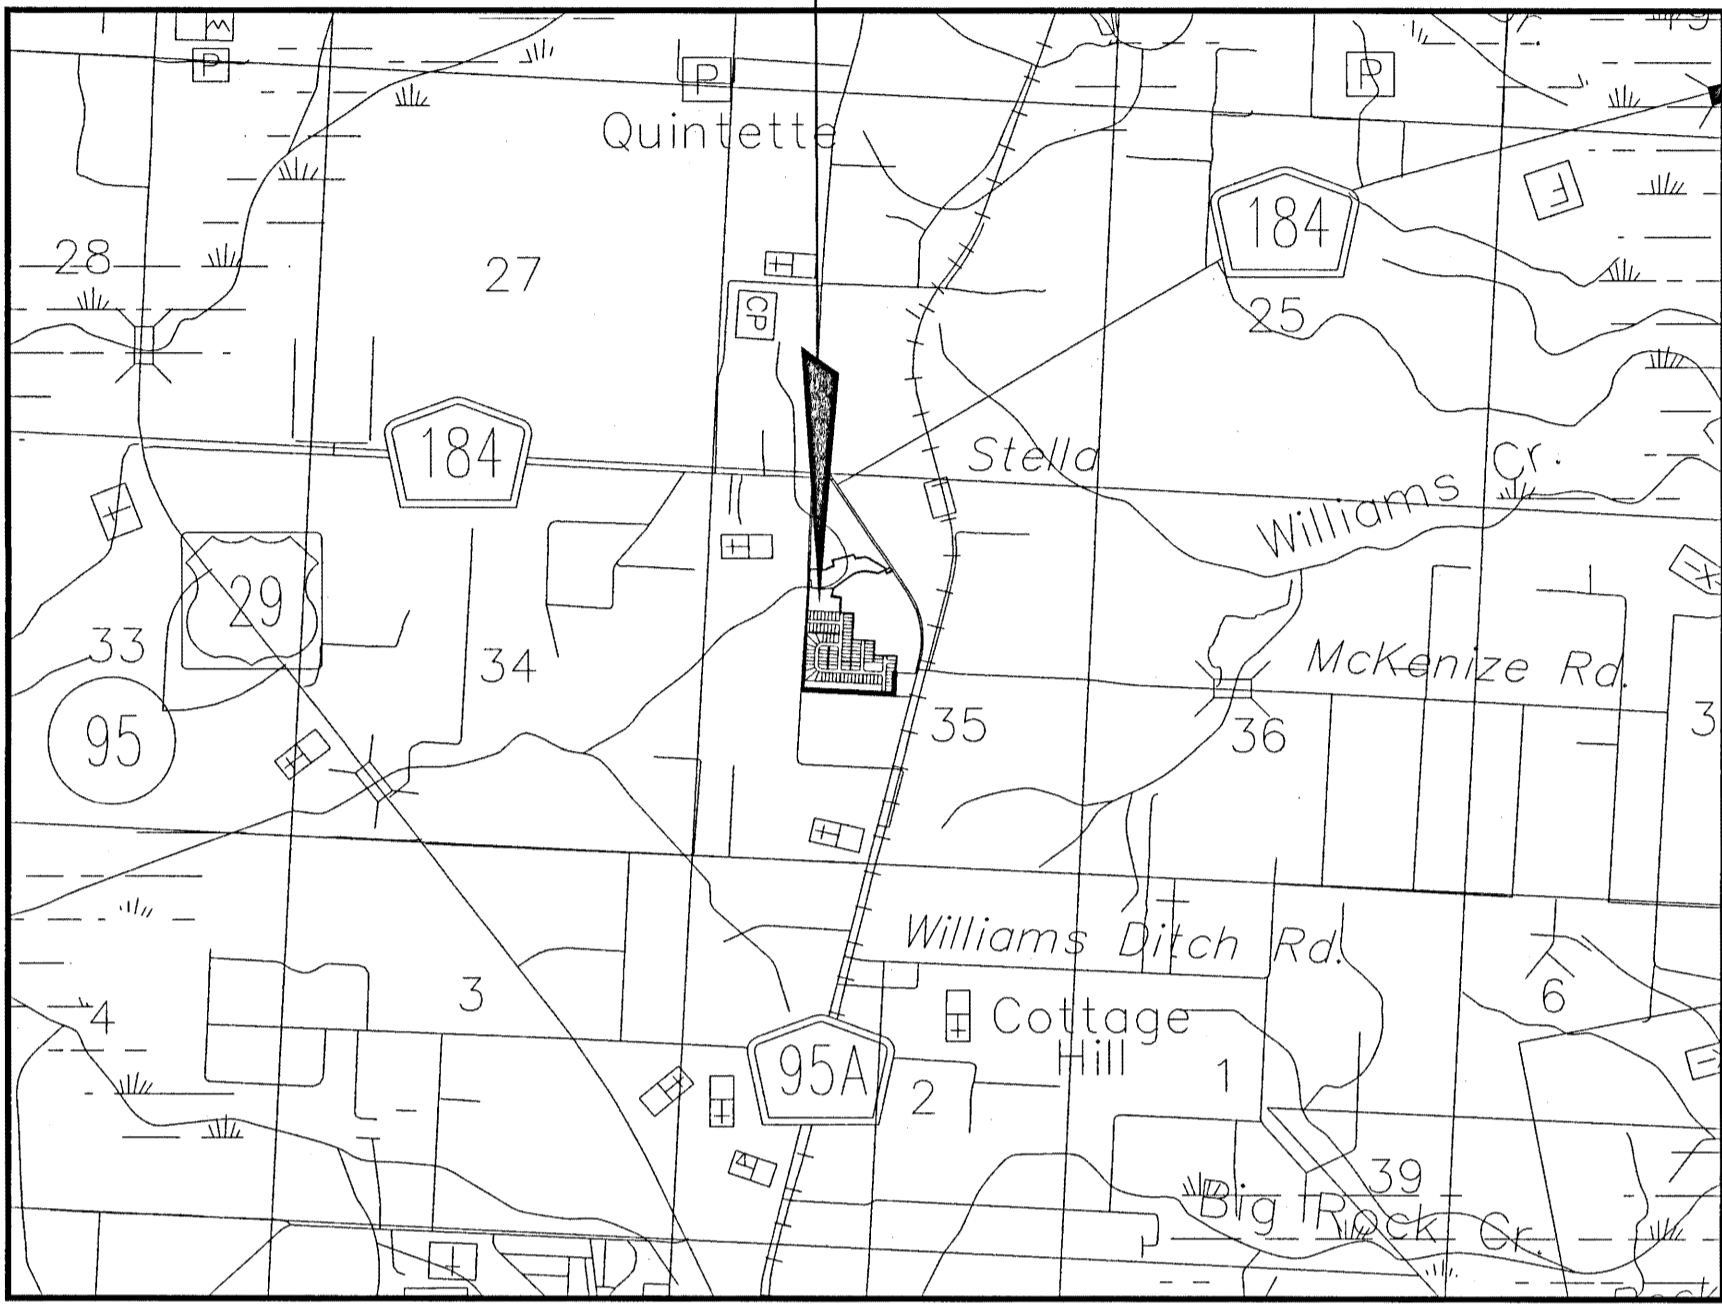 P
P
P
Quintette
F
184
28
27
CP
25
184
Stella
Williams Cr.
29
33
34
McKenize Rd.
95
35
36
3
Williams Ditch Rd.
3
6
4
Cottage
Hill
95A
2
1
39
Big Rock Cr.